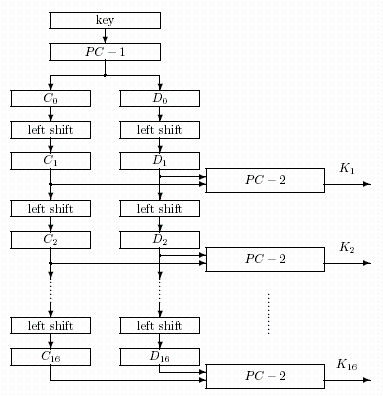 key
PC − 1
C₀ D₀
left shift left shift
C₁ D₁
PC − 2 K₁
left shift left shift
C₂ D₂
PC − 2 K₂
left shift left shift
C₁₆ D₁₆
PC − 2 K₁₆